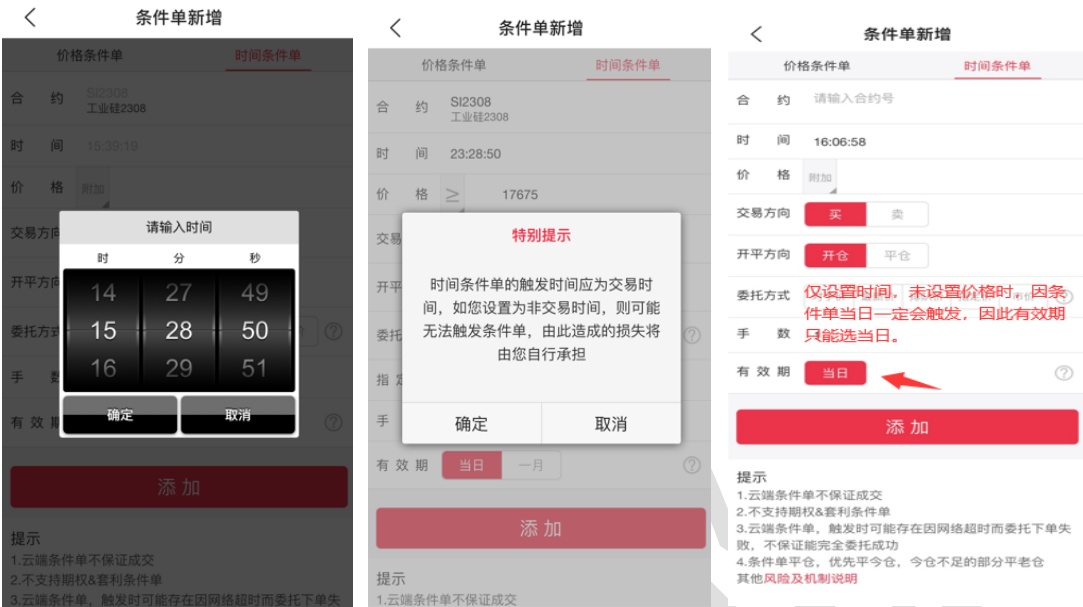 条件单新增
价格条件单
时间条件单
合 约
SI2308
工业硅2308
时 间
15:39:19
价 格
附加
请输入时间
时
分
秒
14
27
49
15
28
50
16
29
51
确定
取消
交易方向
开平方向
委托方式
手 数
有 效 期
添 加
提示
1.云端条件单不保证成交
2.不支持期权&套利条件单
3.云端条件单，触发时可能存在因网络超时而委托下单失
条件单新增
价格条件单
时间条件单
合 约
SI2308
工业硅2308
时 间
23:28:50
价 格
≥
17675
特别提示
时间条件单的触发时间应为交易时
间，如您设置为非交易时间，则可能
无法触发条件单，由此造成的损失将
由您自行承担
确定
取消
交易
开平
委托
指
手
有 效 期
当日
一月
添 加
提示
1.云端条件单不保证成交
条件单新增
价格条件单
时间条件单
合 约
请输入合约号
时 间
16:06:58
价 格
附加
交易方向
买
卖
开平方向
开仓
平仓
委托方式
仅设置时间，未设置价格时，因条
件单当日一定会触发，因此有效期
只能选当日。
手 数
有 效 期
当日
添 加
提示
1.云端条件单不保证成交
2.不支持期权&套利条件单
3.云端条件单，触发时可能存在因网络超时而委托下单失
败，不保证能完全委托成功
4.条件单平仓，优先平今仓，今仓不足的部分平老仓
其他风险及机制说明